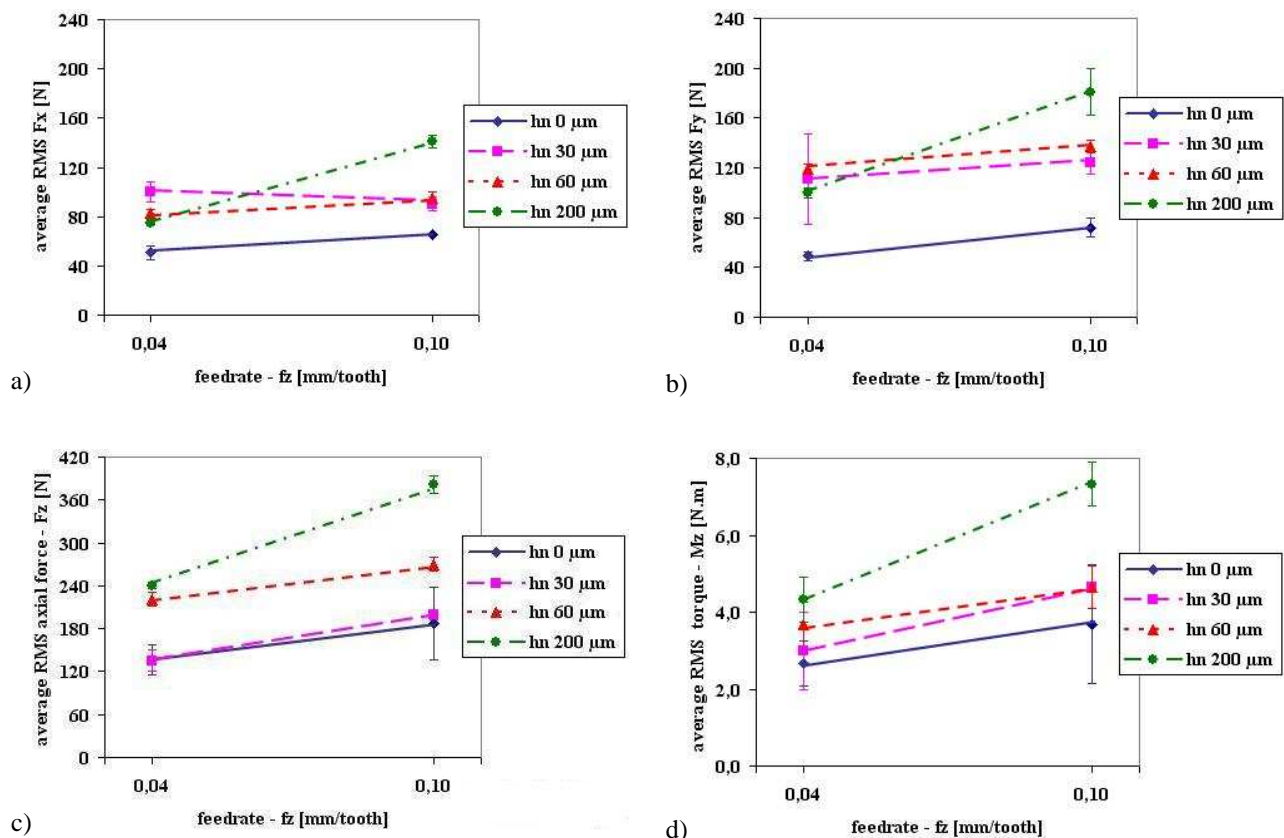 240
200
160
120
80
40
0
average RMS Fx [N]
0,04
0,10
feedrate - fz [mm/tooth]
hn 0 µm
hn 30 µm
hn 60 µm
hn 200 µm
a)
240
200
160
120
80
40
0
average RMS Fy [N]
0,04
0,10
feedrate - fz [mm/tooth]
hn 0 µm
hn 30 µm
hn 60 µm
hn 200 µm
b)
420
360
300
240
180
120
60
0
average RMS axial force - Fz [N]
0,04
0,10
feedrate - fz [mm/tooth]
hn 0 µm
hn 30 µm
hn 60 µm
hn 200 µm
c)
8,0
6,0
4,0
2,0
0,0
average RMS torque - Mz [N.m]
0,04
0,10
feedrate - fz [mm/tooth]
hn 0 µm
hn 30 µm
hn 60 µm
hn 200 µm
d)